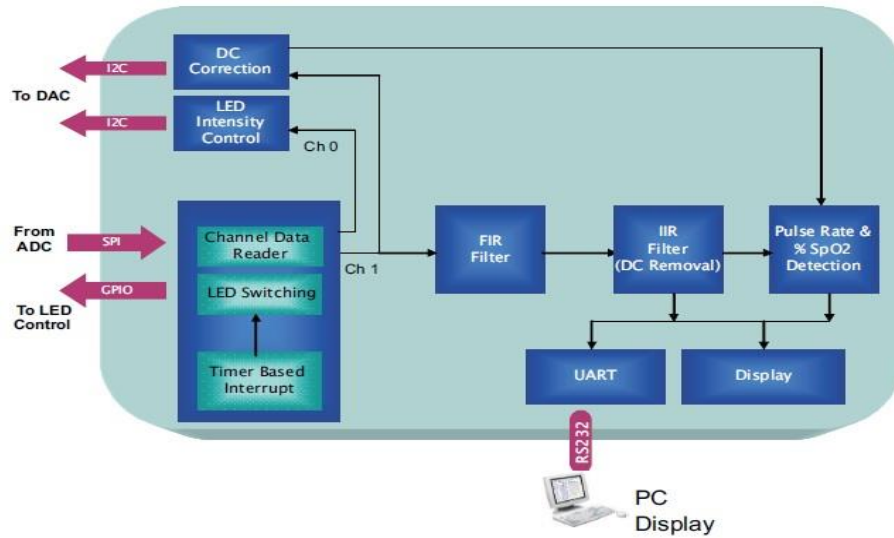 DC
Correction
I2C
To DAC
LED
Intensity
Control
I2C
Ch 0
From
ADC
SPI
Channel Data
Reader
Ch 1
FIR
Filter
IIR
Filter
(DC Removal)
Pulse Rate &
% SpO2
Detection
GPIO
LED Switching
To LED
Control
Timer Based
Interrupt
UART
Display
RS232
PC
Display